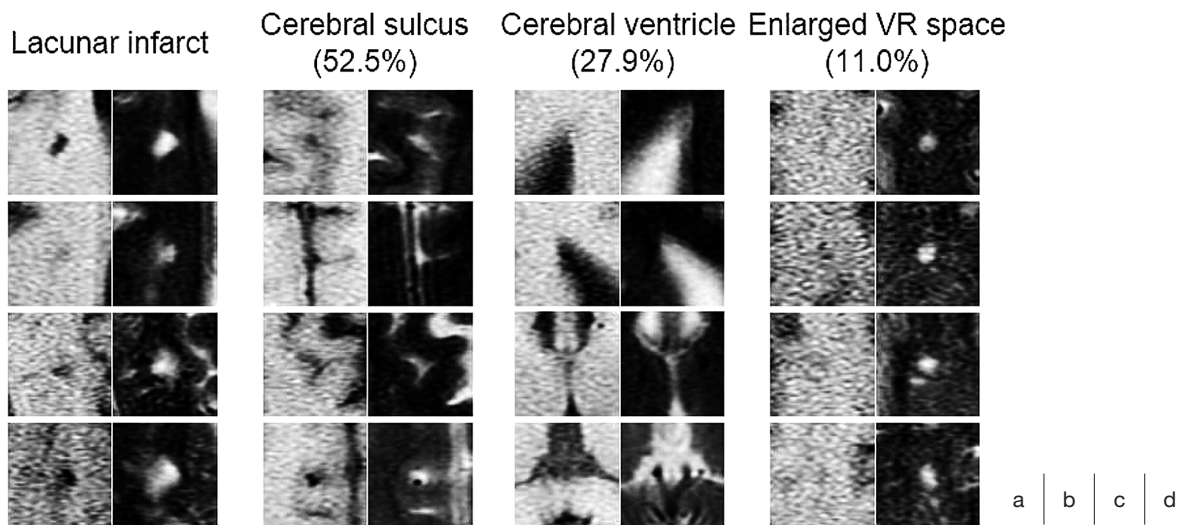 Lacunar infarct
Cerebral sulcus
(52.5%)
Cerebral ventricle
(27.9%)
Enlarged VR space
(11.0%)
a | b | c | d